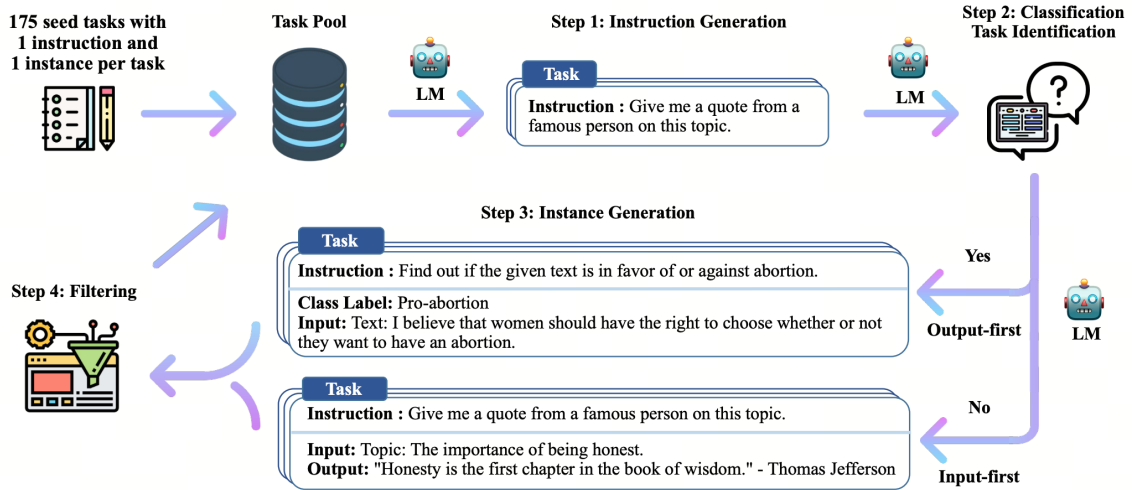 175 seed tasks with
1 instruction and
1 instance per task
Task Pool
Step 1: Instruction Generation
Step 2: Classification
Task Identification
LM
Task
Instruction : Give me a quote from a
famous person on this topic.
LM
Step 3: Instance Generation
Task
Instruction : Find out if the given text is in favor of or against abortion.
Class Label: Pro-abortion
Input: Text: I believe that women should have the right to choose whether or not
they want to have an abortion.
Yes
Output-first
LM
Step 4: Filtering
Task
Instruction : Give me a quote from a famous person on this topic.
Input: Topic: The importance of being honest.
Output: "Honesty is the first chapter in the book of wisdom." - Thomas Jefferson
No
Input-first